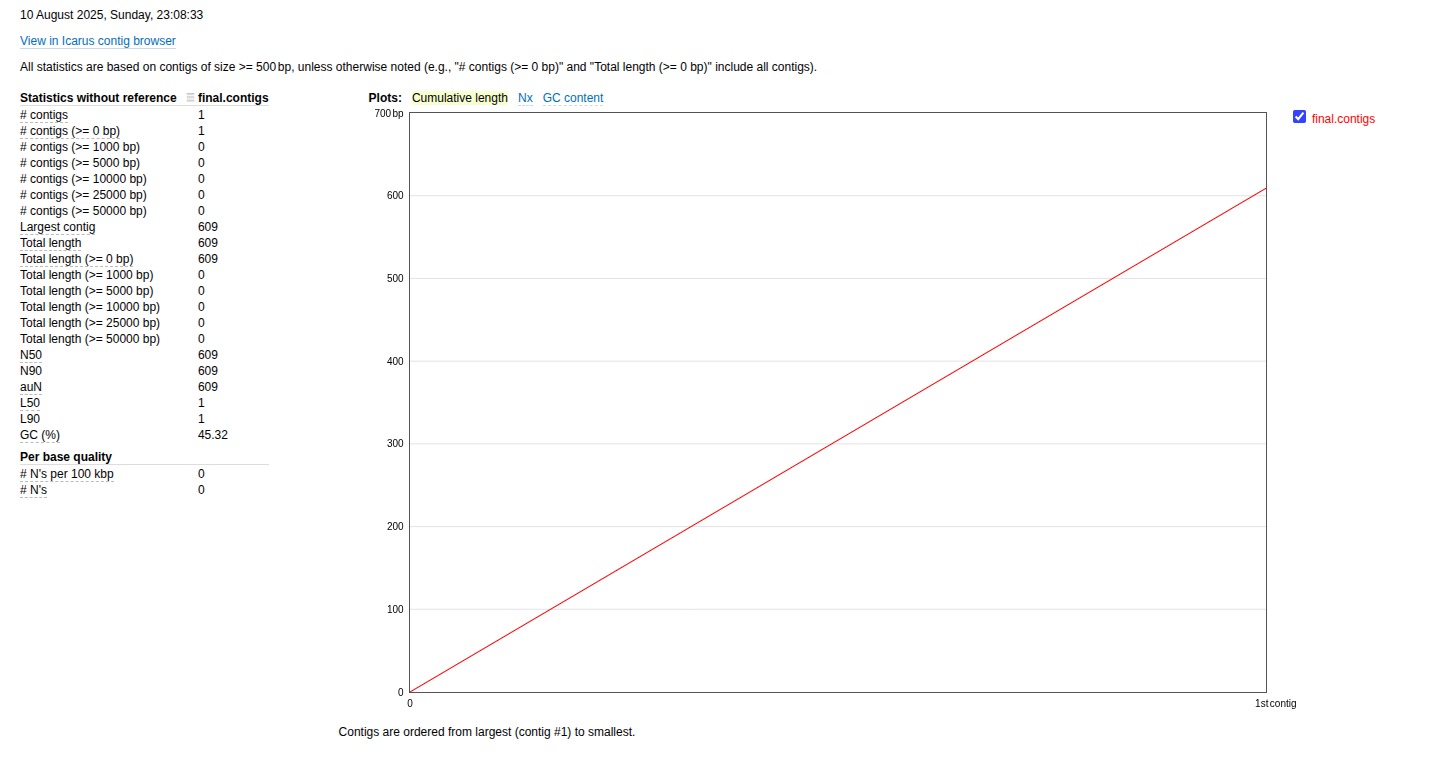 10 August 2025, Sunday, 23:08:33
View in Icarus contig browser
All statistics are based on contigs of size >= 500 bp, unless otherwise noted (e.g., "# contigs (>= 0 bp)" and "Total length (>= 0 bp)" include all contigs).
Statistics without reference final.contigs
# contigs 1
# contigs (>= 0 bp) 1
# contigs (>= 1000 bp) 0
# contigs (>= 5000 bp) 0
# contigs (>= 10000 bp) 0
# contigs (>= 25000 bp) 0
# contigs (>= 50000 bp) 0
Largest contig 609
Total length 609
Total length (>= 0 bp) 609
Total length (>= 1000 bp) 0
Total length (>= 5000 bp) 0
Total length (>= 10000 bp) 0
Total length (>= 25000 bp) 0
Total length (>= 50000 bp) 0
N50 609
N90 609
auN 609
L50 1
L90 1
GC (%) 45.32
Per base quality
# N's per 100 kbp 0
# N's 0
Plots: Cumulative length Nx GC content
700 bp
600
500
400
300
200
100
0
0 1st contig
final.contigs
Contigs are ordered from largest (contig #1) to smallest.